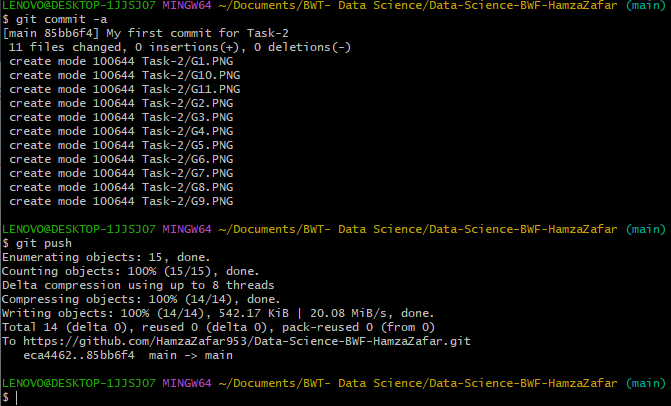 LENOVO@DESKTOP-1JJSJO7 MINGW64 ~/Documents/BWT- Data Science/Data-Science-BWF-HamzaZafar (main)
$ git commit -a
[main 85bb6f4] My first commit for Task-2
 11 files changed, 0 insertions(+), 0 deletions(-)
 create mode 100644 Task-2/G1.PNG
 create mode 100644 Task-2/G10.PNG
 create mode 100644 Task-2/G11.PNG
 create mode 100644 Task-2/G2.PNG
 create mode 100644 Task-2/G3.PNG
 create mode 100644 Task-2/G4.PNG
 create mode 100644 Task-2/G5.PNG
 create mode 100644 Task-2/G6.PNG
 create mode 100644 Task-2/G7.PNG
 create mode 100644 Task-2/G8.PNG
 create mode 100644 Task-2/G9.PNG
LENOVO@DESKTOP-1JJSJO7 MINGW64 ~/Documents/BWT- Data Science/Data-Science-BWF-HamzaZafar (main)
$ git push
Enumerating objects: 15, done.
Counting objects: 100% (15/15), done.
Delta compression using up to 8 threads
Compressing objects: 100% (14/14), done.
Writing objects: 100% (14/14), 542.17 KiB | 20.08 MiB/s, done.
Total 14 (delta 0), reused 0 (delta 0), pack-reused 0 (from 0)
To https://github.com/HamzaZafar953/Data-Science-BWF-HamzaZafar.git
   eca4462..85bb6f4  main -> main
LENOVO@DESKTOP-1JJSJO7 MINGW64 ~/Documents/BWT- Data Science/Data-Science-BWF-HamzaZafar (main)
$